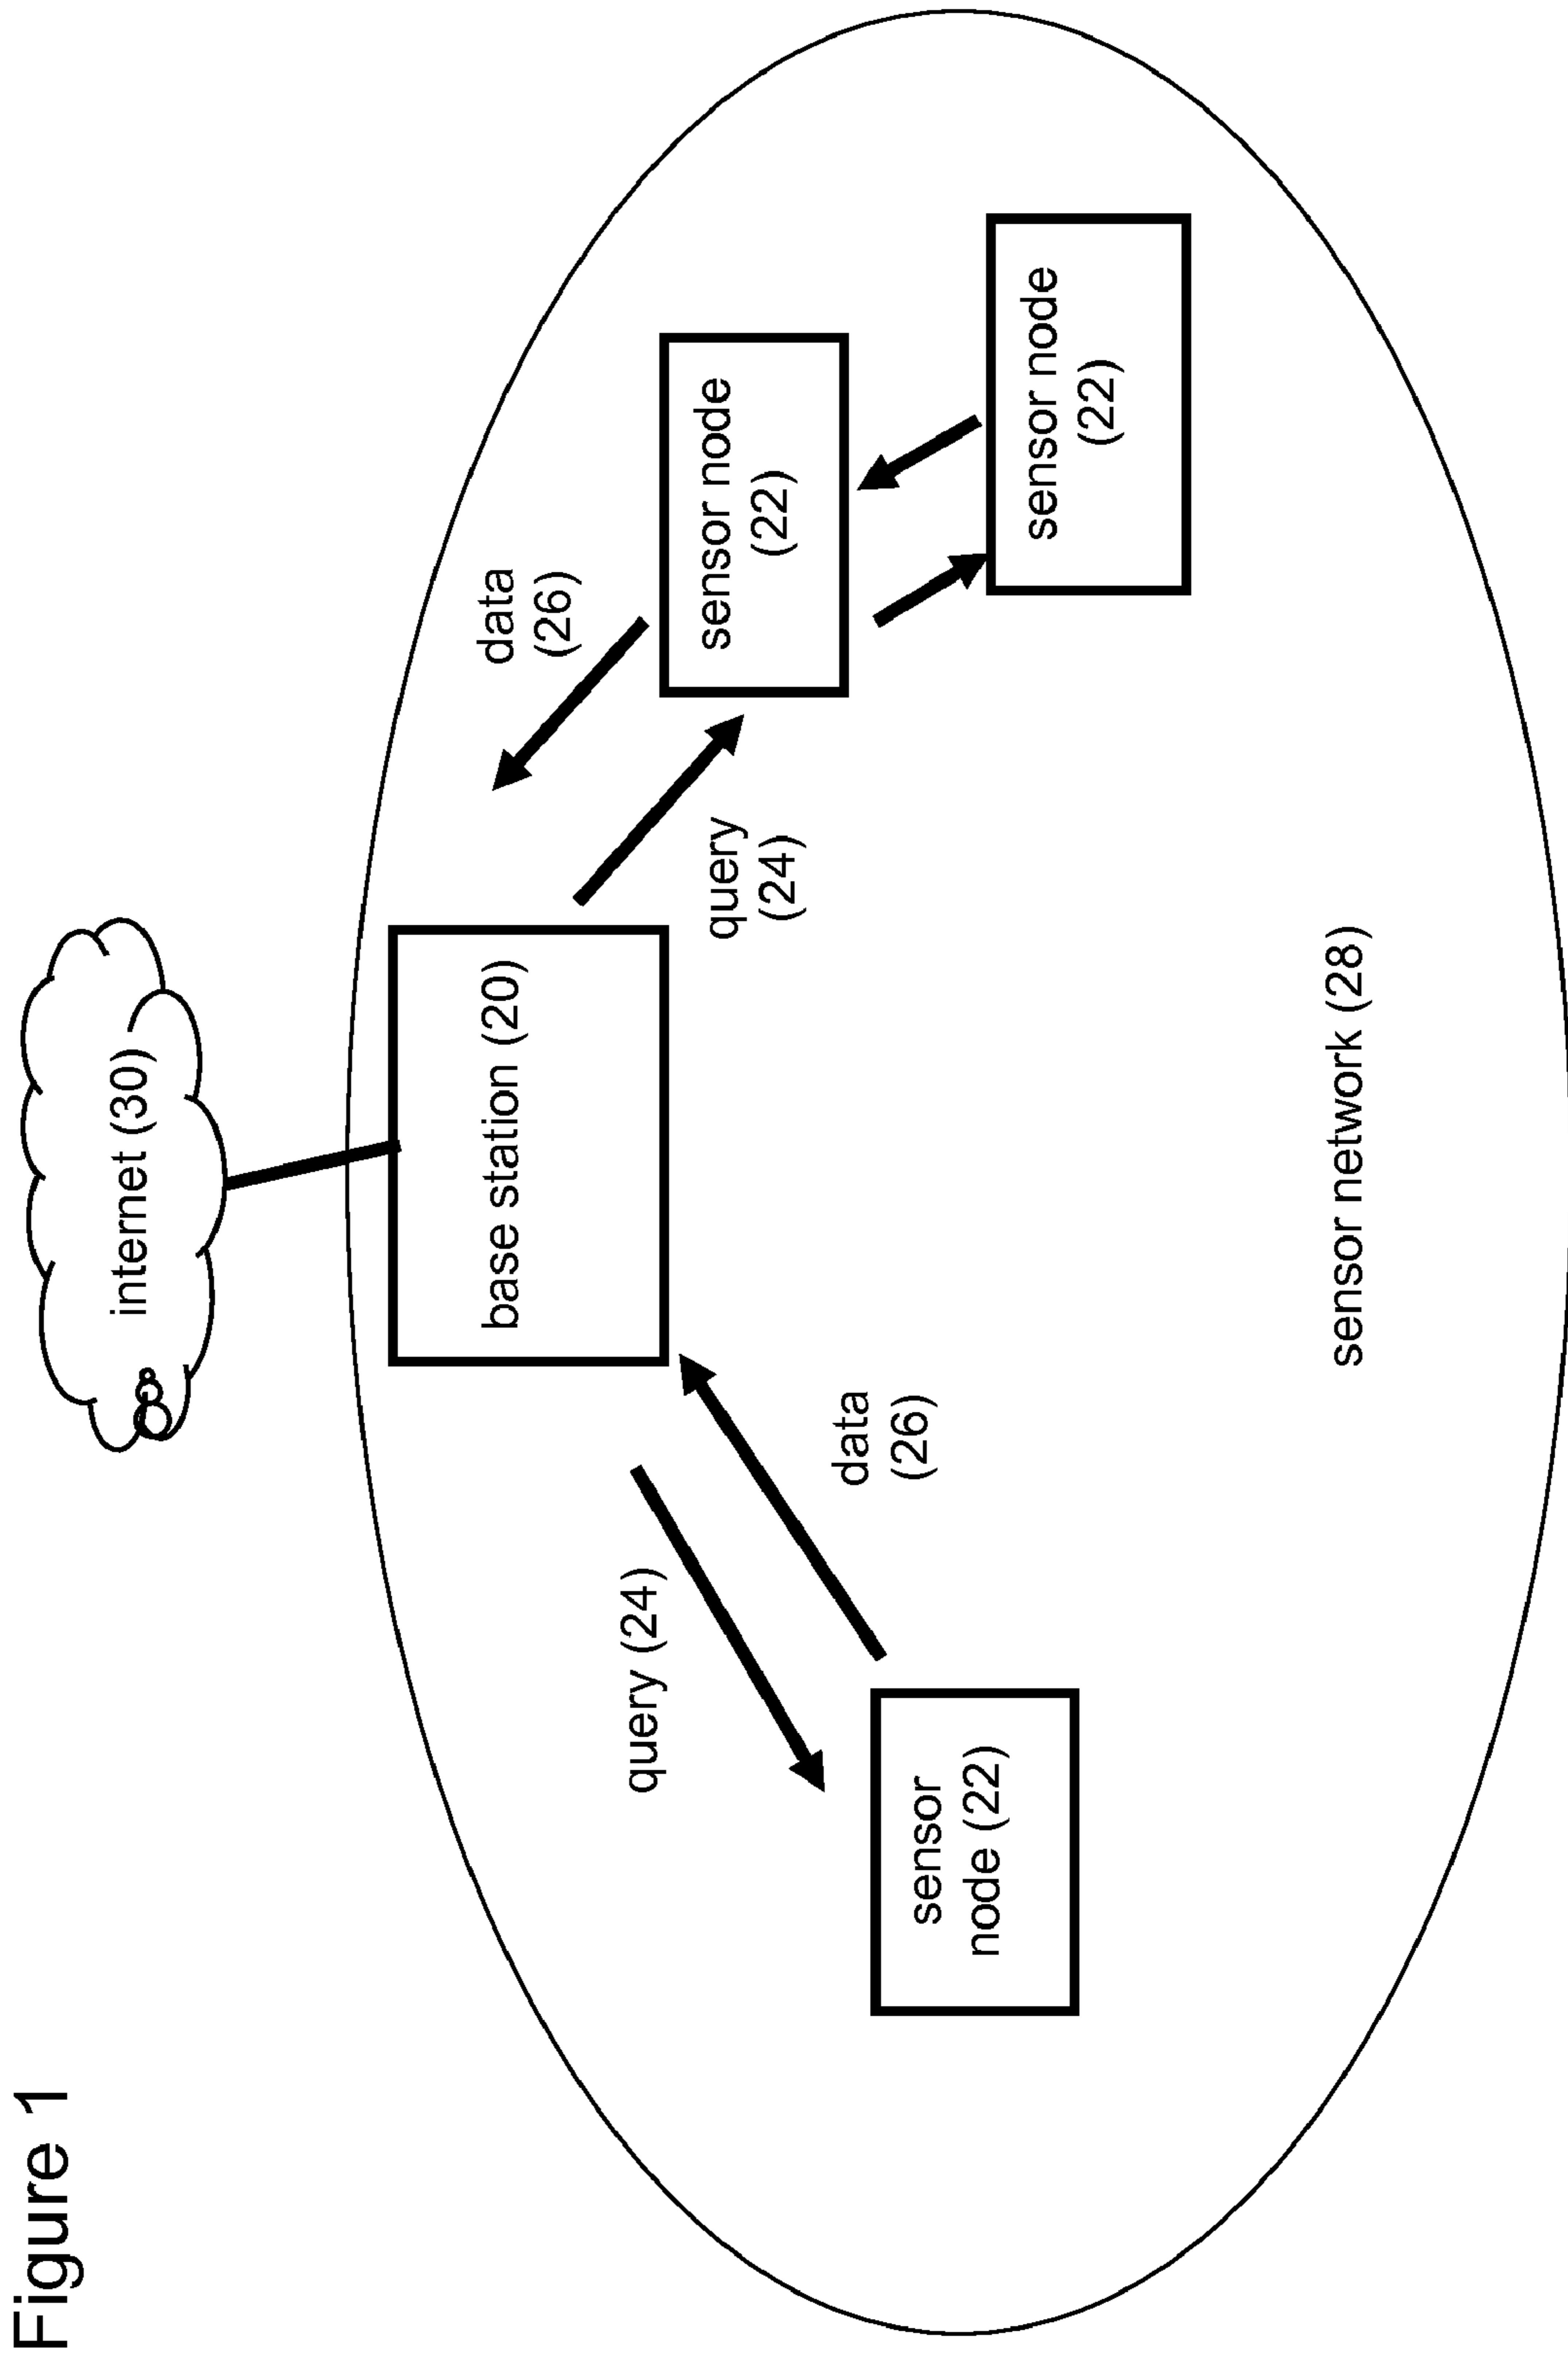 Figure 1
internet (30)
base station (20)
query (24)
data
(26)
sensor
node (22)
data
(26)
query
(24)
sensor node
(22)
sensor node
(22)
sensor network (28)